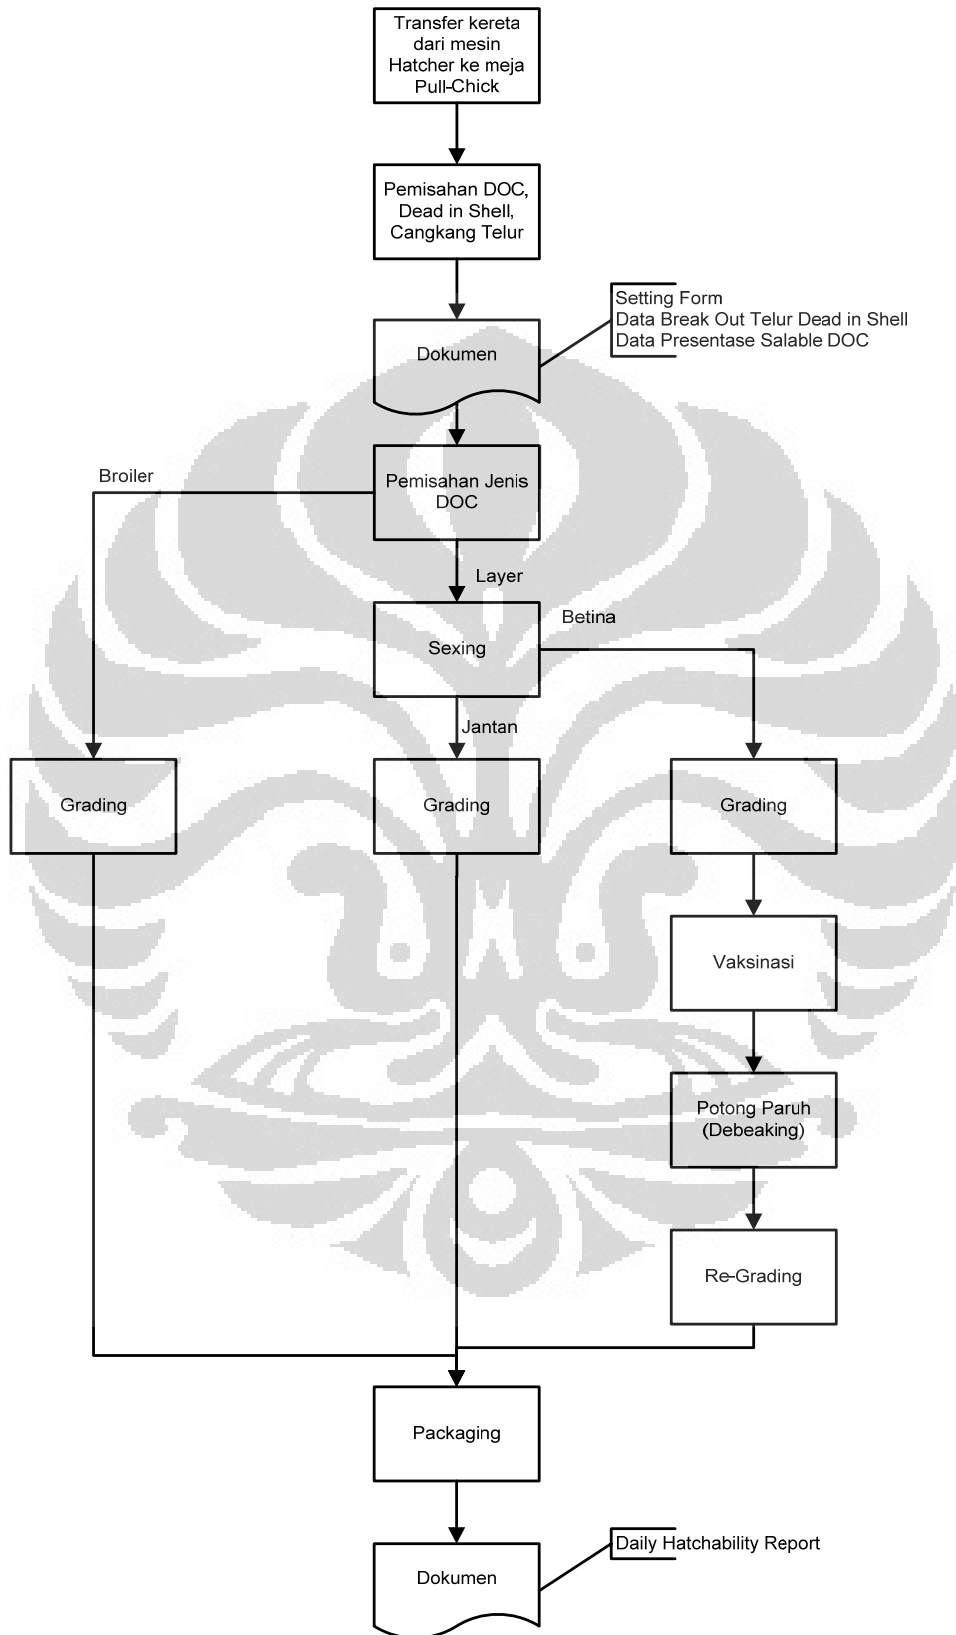 Transfer kereta
dari mesin
Hatcher ke meja
Pull-Chick
Pemisahan DOC,
Dead in Shell,
Cangkang Telur
Setting Form
Data Break Out Telur Dead in Shell
Data Presentase Salable DOC
Dokumen
Broiler
Pemisahan Jenis
DOC
Layer
Betina
Sexing
Jantan
Grading
Grading
Grading
Vaksinasi
Potong Paruh
(Debeaking)
Re-Grading
Packaging
Daily Hatchability Report
Dokumen